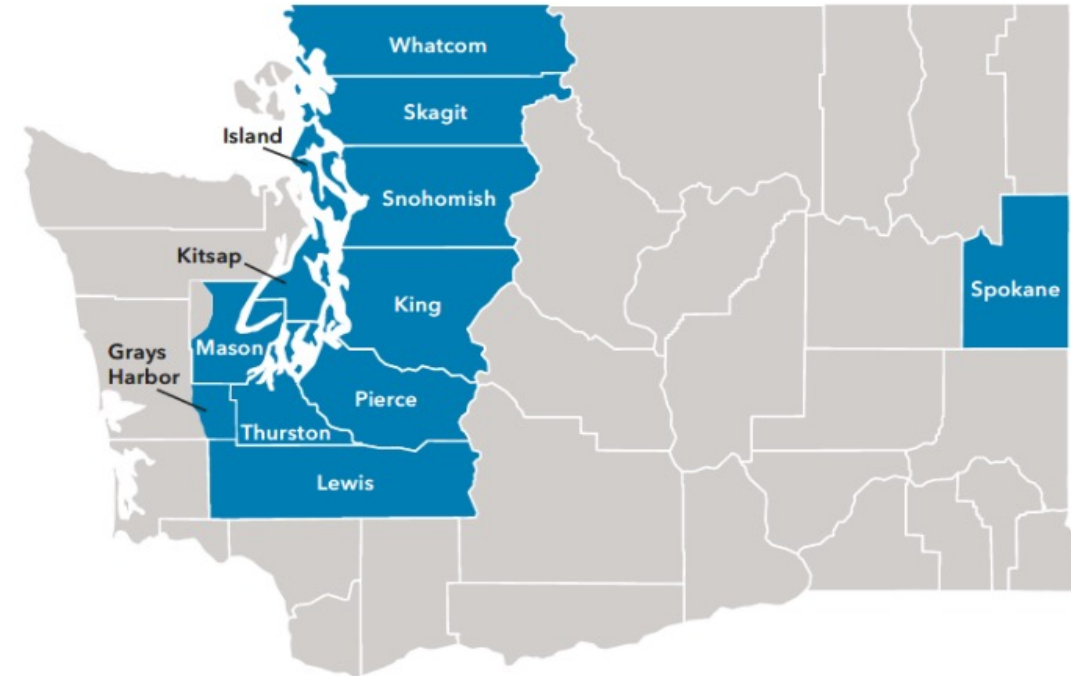 Whatcom
Skagit
Island
Snohomish
Kitsap
King
Spokane
Mason
Grays
Harbor
Pierce
Thurston
Lewis